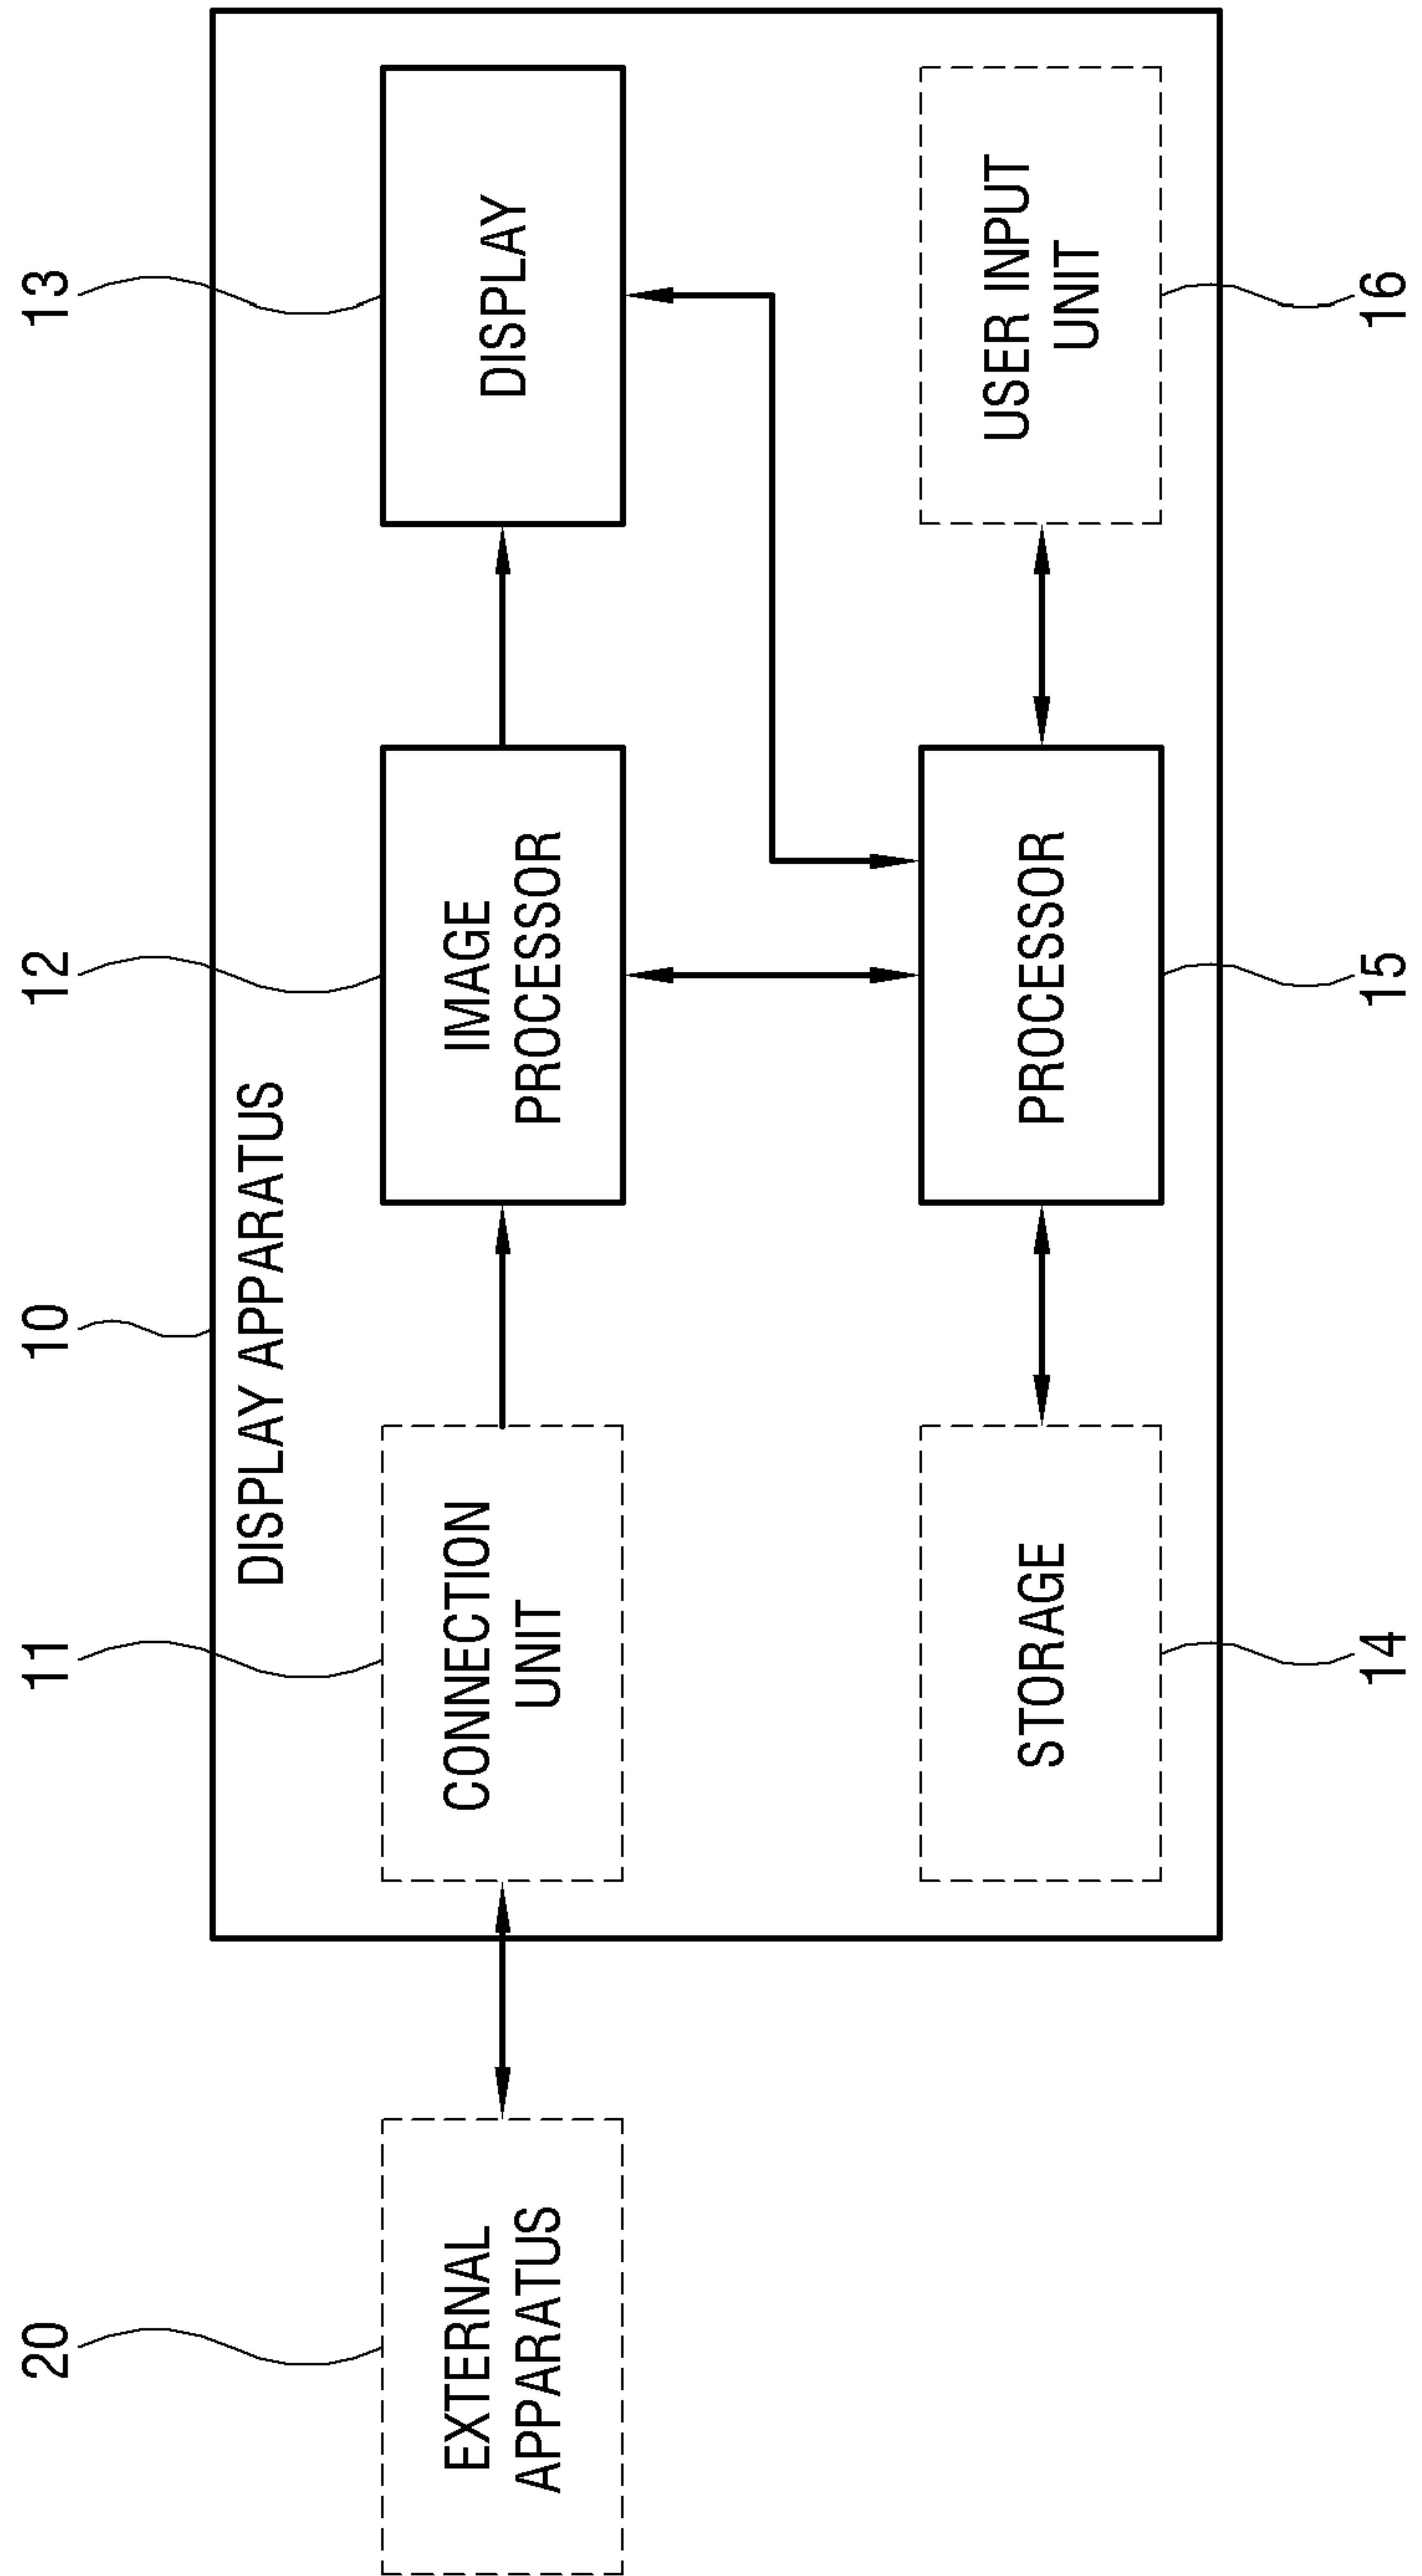 10
DISPLAY APPARATUS
20
11
12
13
EXTERNAL
APPARATUS
CONNECTION
UNIT
IMAGE
PROCESSOR
DISPLAY
STORAGE
PROCESSOR
USER INPUT
UNIT
14
15
16